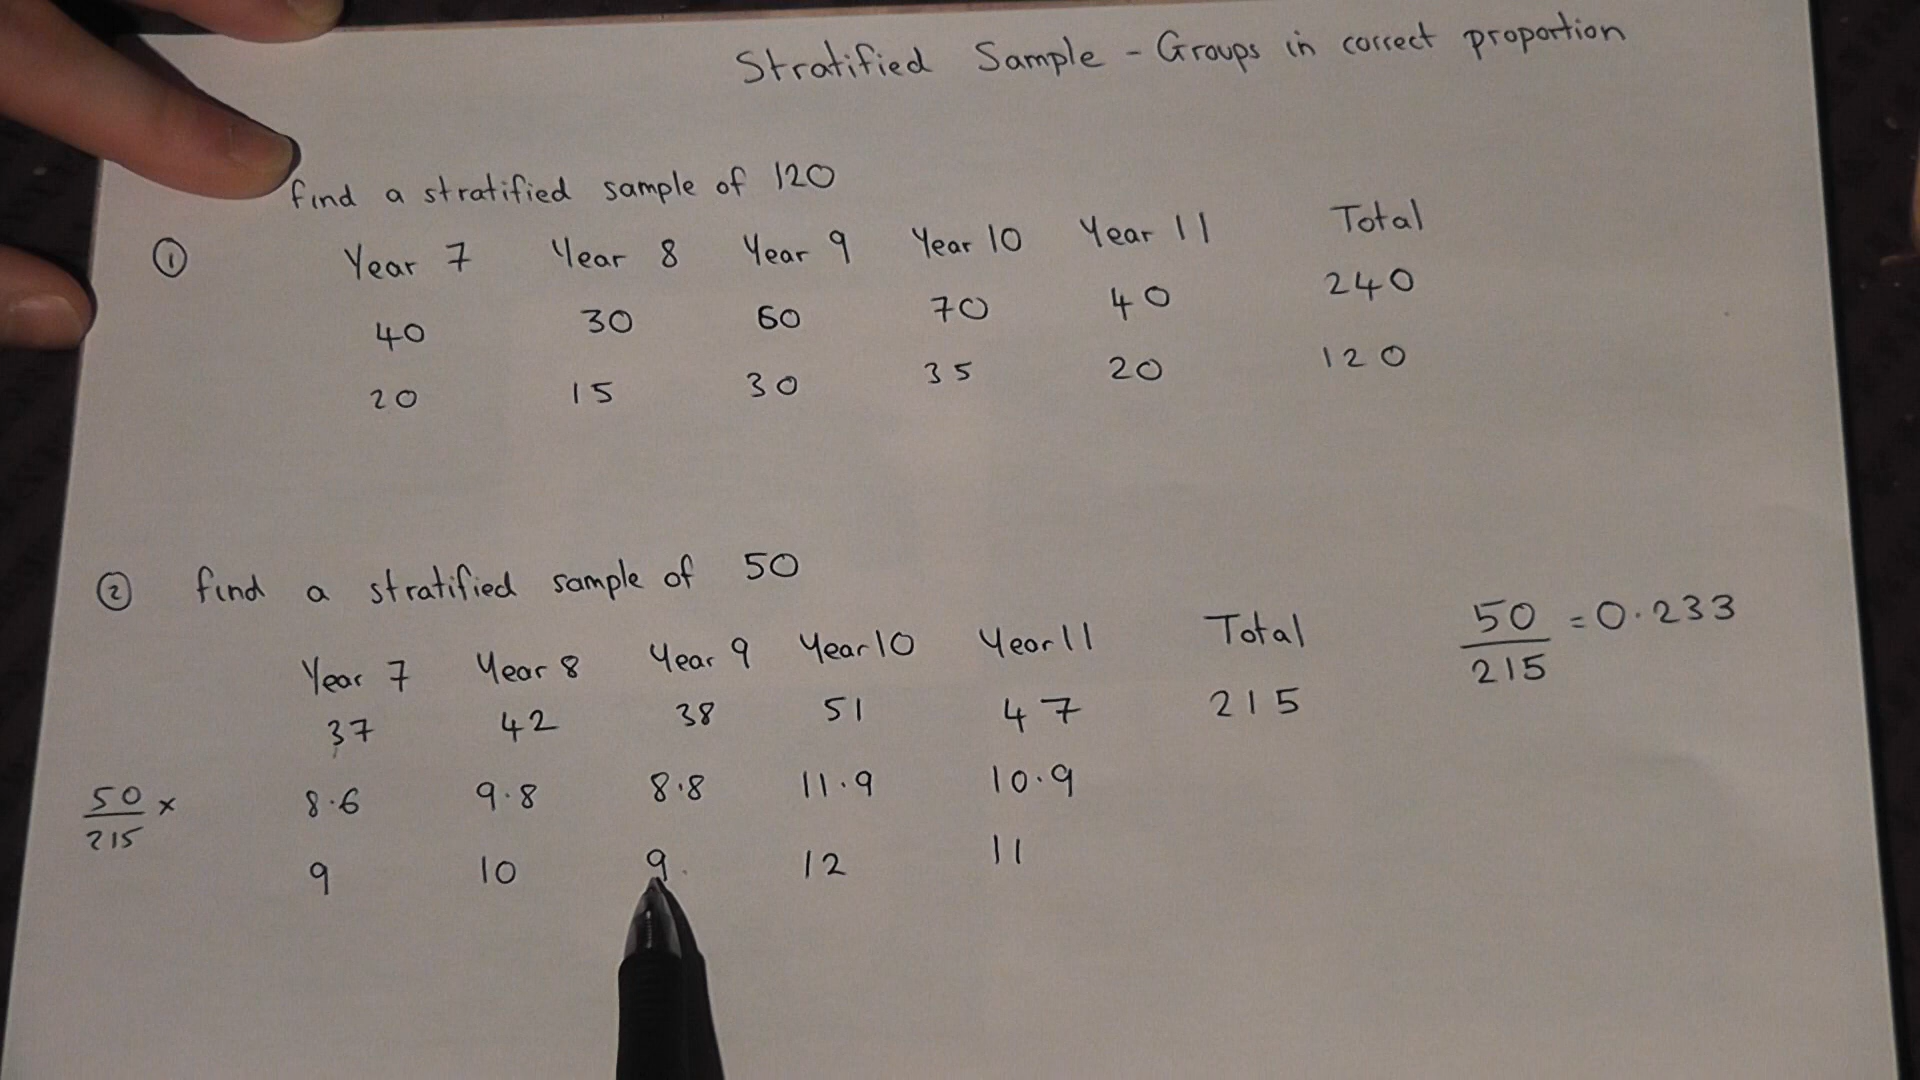 Stratified Sample - Groups in correct proportion
find a stratified sample of 120
① Year 7 Year 8 Year 9 Year 10 Year 11 Total
40 30 60 70 40 240
20 15 30 35 20 120
② find a stratified sample of 50
Year 7 Year 8 Year 9 Year 10 Year 11 Total
37 42 38 51 47 215
50/215 = 0.233
50/215 × 8.6 9.8 8.8 11.9 10.9
9 10 9 12 11